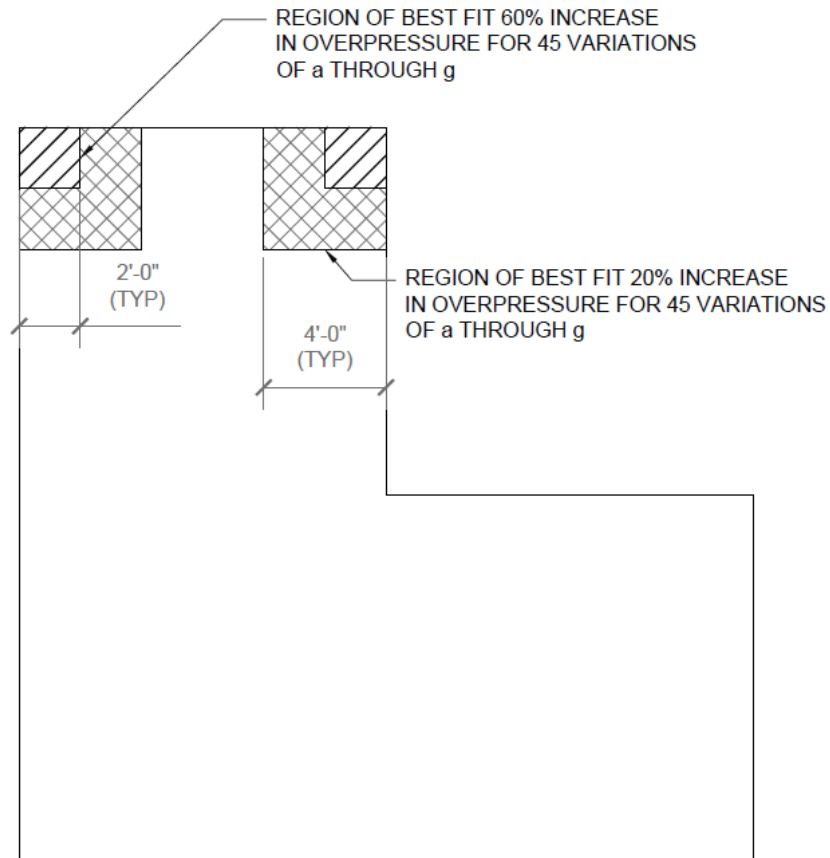 REGION OF BEST FIT 60% INCREASE
IN OVERPRESSURE FOR 45 VARIATIONS
OF a THROUGH g
2'-0"
(TYP)
REGION OF BEST FIT 20% INCREASE
IN OVERPRESSURE FOR 45 VARIATIONS
OF a THROUGH g
4'-0"
(TYP)